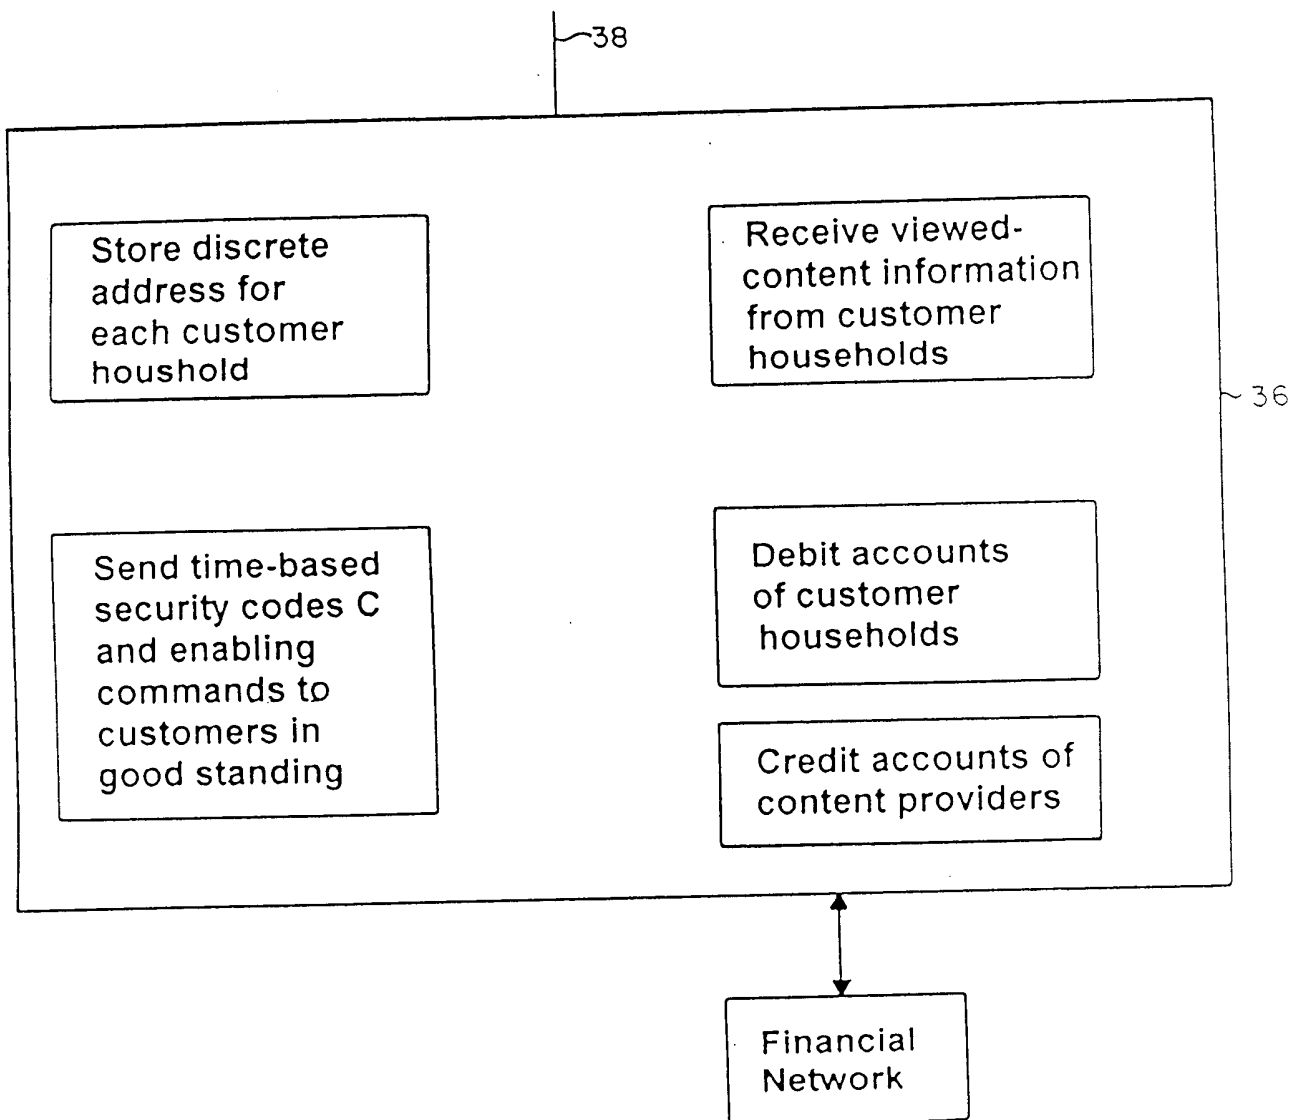 38
Store discrete
address for
each customer
houshold
Receive viewed-
content information
from customer
households
36
Send time-based
security codes C
and enabling
commands to
customers in
good standing
Debit accounts
of customer
households
Credit accounts of
content providers
Financial
Network